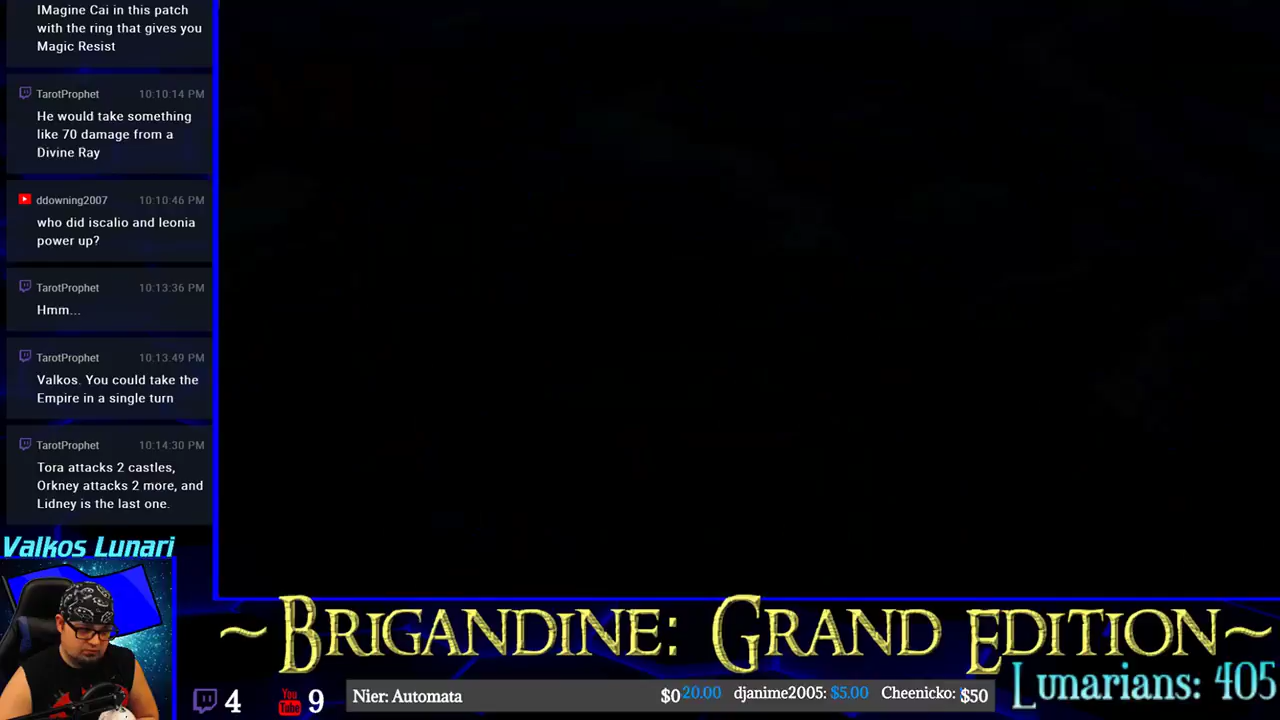 IMagine Cai in this patch
with the ring that gives you
Magic Resist
TarotProphet 10:10:14 PM
He would take something
like 70 damage from a
Divine Ray
ddowning2007 10:10:46 PM
who did iscalio and leonia
power up?
TarotProphet 10:13:36 PM
Hmm...
TarotProphet 10:13:49 PM
Valkos. You could take the
Empire in a single turn
TarotProphet 10:14:30 PM
Tora attacks 2 castles,
Orkney attacks 2 more, and
Lidney is the last one.
Valkos Lunari
~Brigandine: Grand Edition~
Lunarians: 405
4
You Tube 9
Nier: Automata
$0 20.00 djanime2005: $5.00 Cheenicko: $50